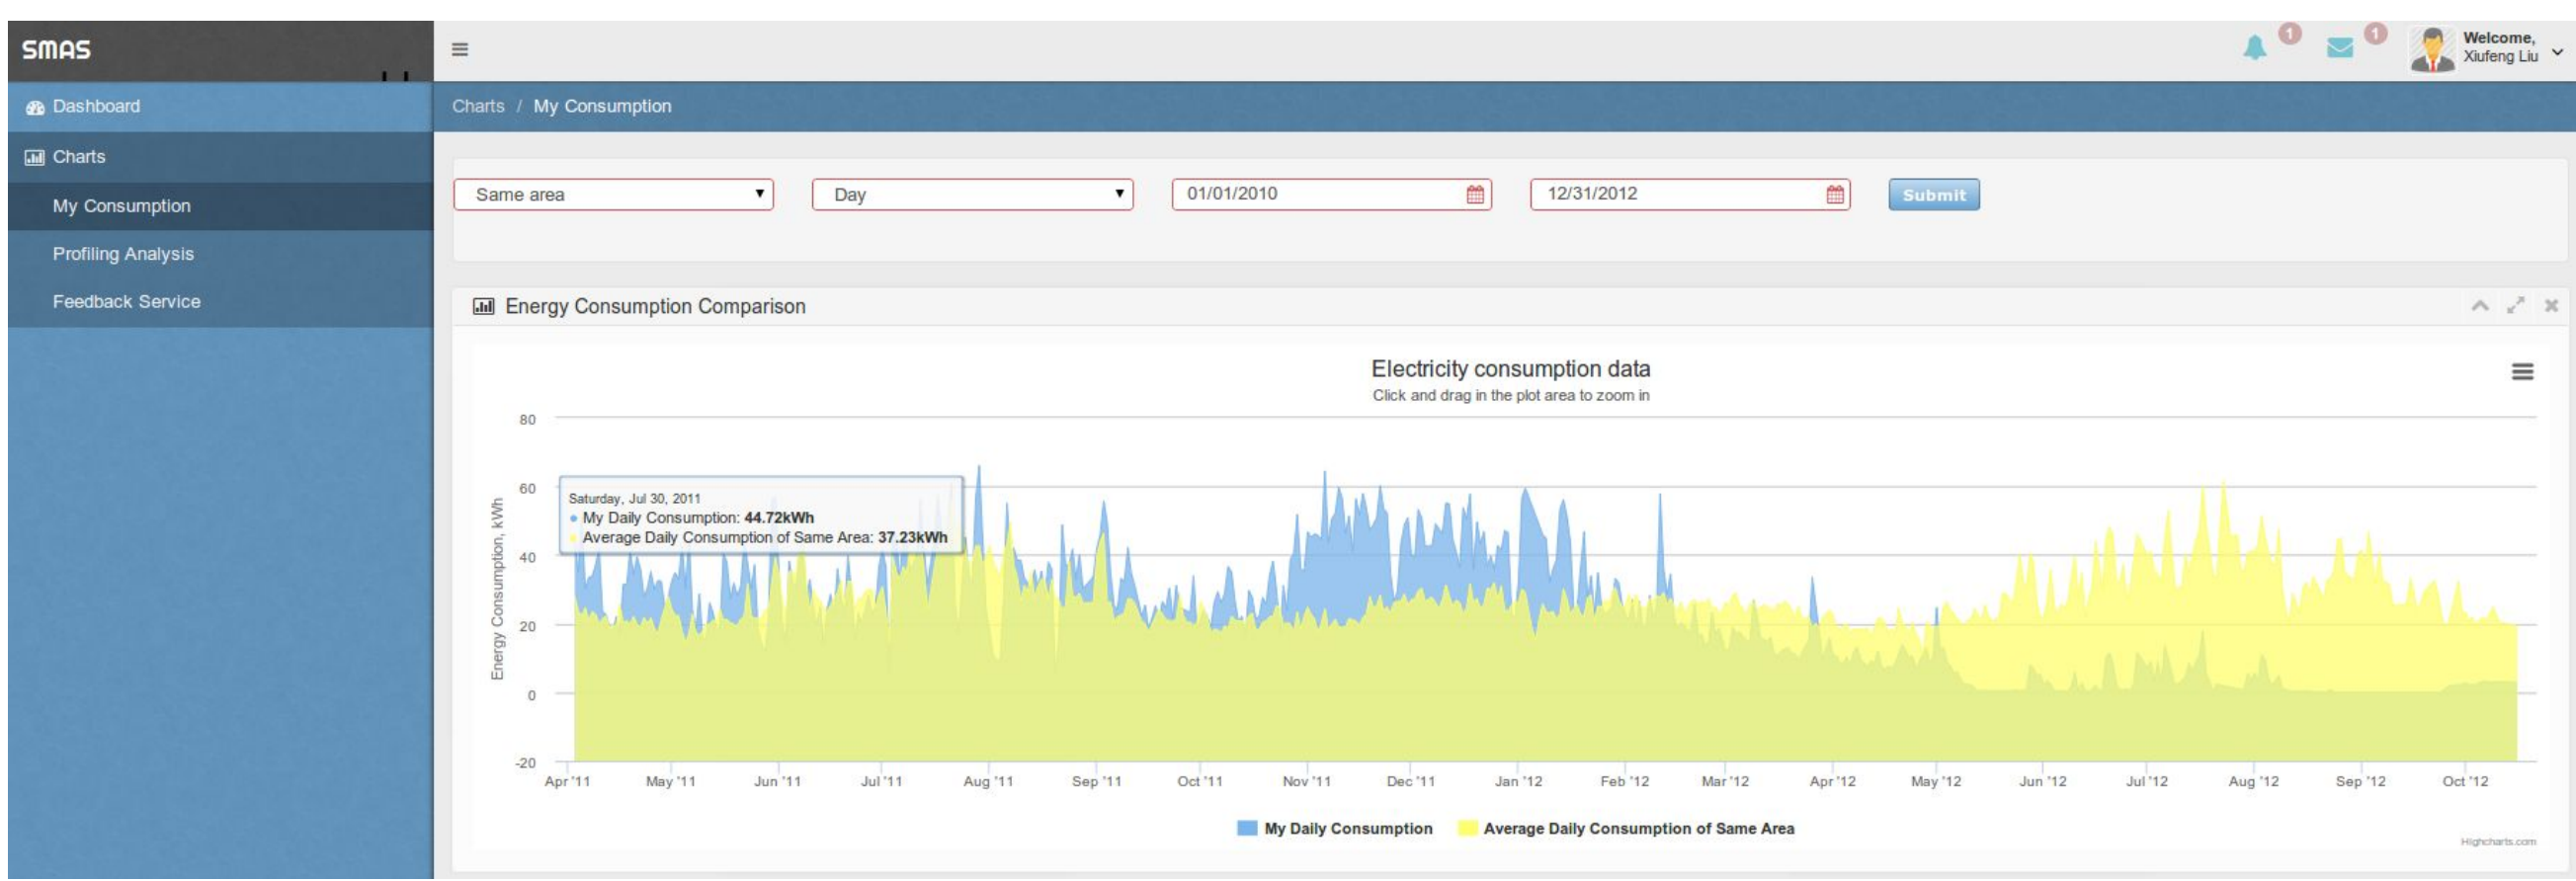 SMAS
1
1
Welcome,
Xiufeng Liu
Dashboard
Charts / My Consumption
Charts
My Consumption
Profiling Analysis
Feedback Service
Same area
Day
01/01/2010
12/31/2012
Submit
Energy Consumption Comparison
Electricity consumption data
Click and drag in the plot area to zoom in
Energy Consumption, kWh
80
60
40
20
0
-20
Saturday, Jul 30, 2011
My Daily Consumption: 44.72kWh
Average Daily Consumption of Same Area: 37.23kWh
Apr '11 May '11 Jun '11 Jul '11 Aug '11 Sep '11 Oct '11 Nov '11 Dec '11 Jan '12 Feb '12 Mar '12 Apr '12 May '12 Jun '12 Jul '12 Aug '12 Sep '12 Oct '12
My Daily Consumption Average Daily Consumption of Same Area
Highcharts.com